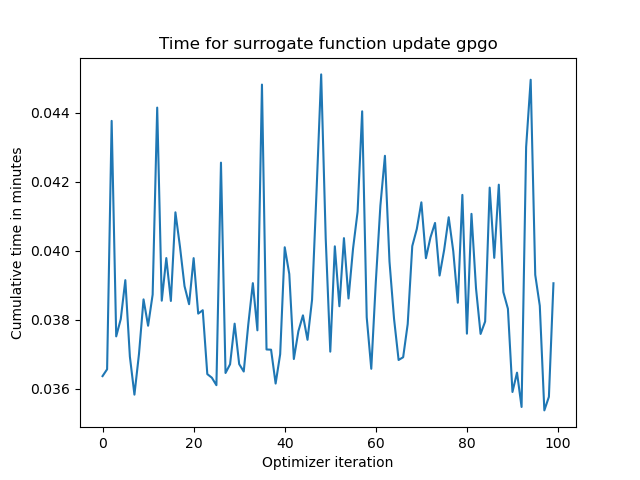 Time for surrogate function update gpgo
Cumulative time in minutes
0.044
0.042
0.040
0.038
0.036
0 20 40 60 80 100
Optimizer iteration